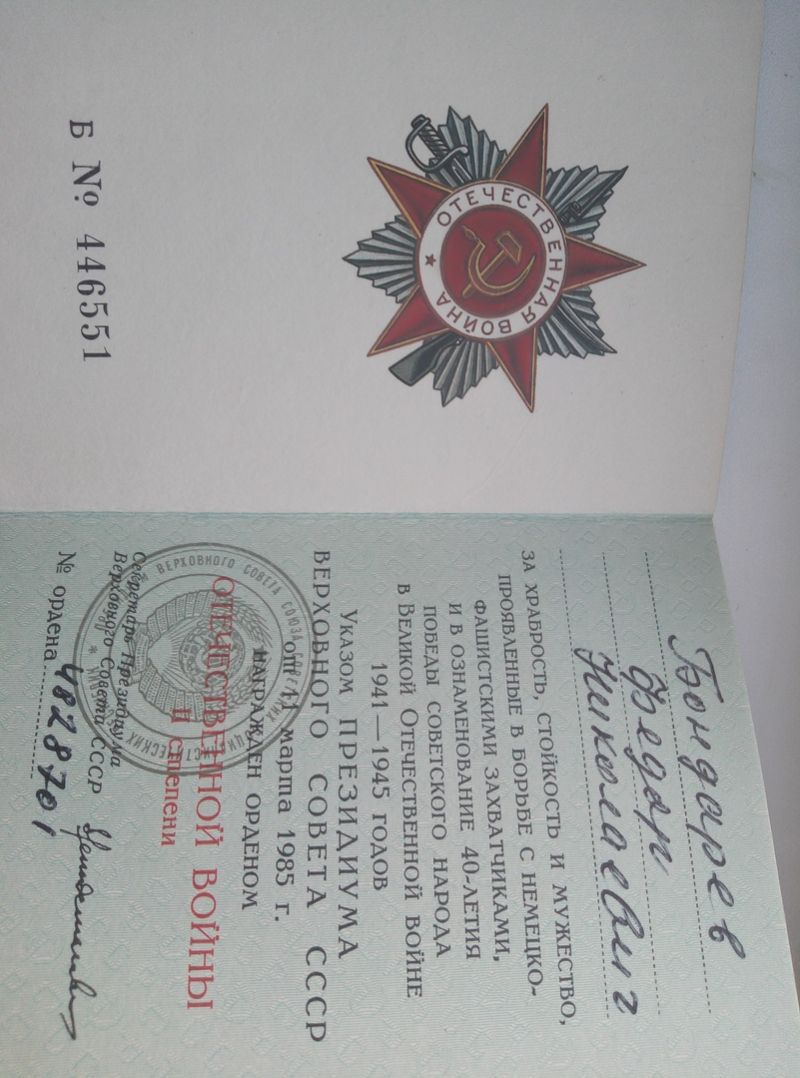 ОТЕЧЕСТВЕННАЯ ВОЙНА
Б № 446551
Бондарев
Федор
Николаевич
ЗА ХРАБРОСТЬ, СТОЙКОСТЬ И МУЖЕСТВО,
ПРОЯВЛЕННЫЕ В БОРЬБЕ С НЕМЕЦКО-
ФАШИСТСКИМИ ЗАХВАТЧИКАМИ,
И В ОЗНАМЕНОВАНИЕ 40-ЛЕТИЯ
ПОБЕДЫ СОВЕТСКОГО НАРОДА
В ВЕЛИКОЙ ОТЕЧЕСТВЕННОЙ ВОЙНЕ
1941—1945 ГОДОВ
УКАЗОМ ПРЕЗИДИУМА
ВЕРХОВНОГО СОВЕТА СССР
от 11 марта 1985 г.
НАГРАЖДЕН ОРДЕНОМ
ОТЕЧЕСТВЕННОЙ ВОЙНЫ
II степени
Секретарь Президиума
Верховного Совета СССР
№ ордена 4828701